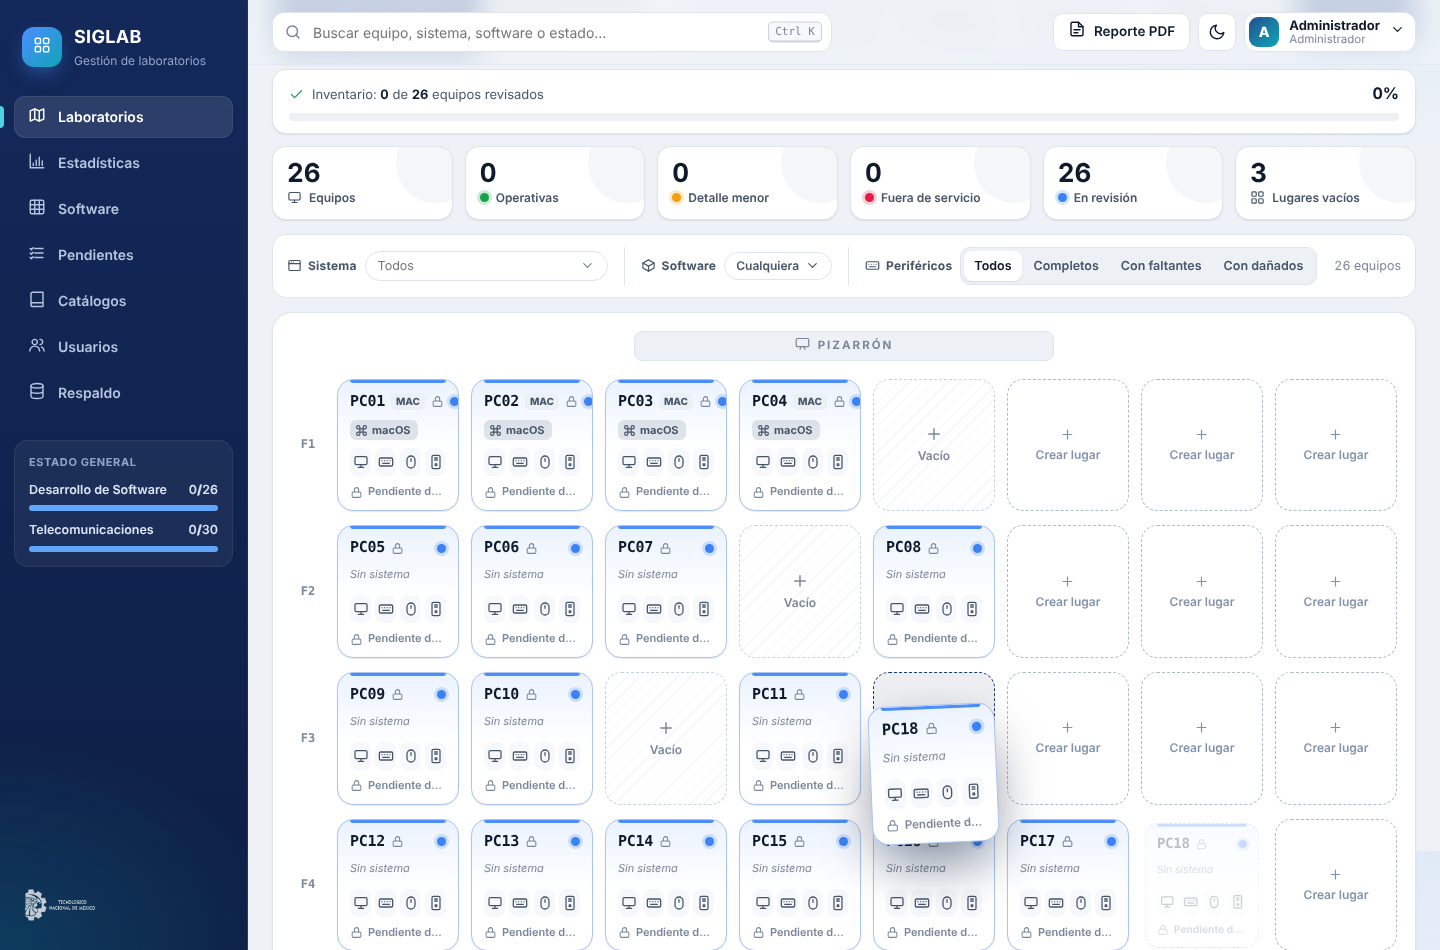 SIGLAB
Gestión de laboratorios
Laboratorios
Estadísticas
Software
Pendientes
Catálogos
Usuarios
Respaldo
ESTADO GENERAL
Desarrollo de Software 0/26
Telecomunicaciones 0/30
TECNOLÓGICO
NACIONAL DE MÉXICO
Buscar equipo, sistema, software o estado...
Ctrl K
Reporte PDF
A
Administrador
Administrador
Inventario: 0 de 26 equipos revisados
0%
26
Equipos
0
Operativas
0
Detalle menor
0
Fuera de servicio
26
En revisión
3
Lugares vacíos
Sistema Todos
Software Cualquiera
Periféricos Todos Completos Con faltantes Con dañados 26 equipos
PIZARRÓN
F1
PC01 MAC
macOS
Pendiente d...
PC02 MAC
macOS
Pendiente d...
PC03 MAC
macOS
Pendiente d...
PC04 MAC
macOS
Pendiente d...
Vacío
Crear lugar
Crear lugar
Crear lugar
F2
PC05
Sin sistema
Pendiente d...
PC06
Sin sistema
Pendiente d...
PC07
Sin sistema
Pendiente d...
Vacío
PC08
Sin sistema
Pendiente d...
Crear lugar
Crear lugar
Crear lugar
F3
PC09
Sin sistema
Pendiente d...
PC10
Sin sistema
Pendiente d...
Vacío
PC11
Sin sistema
Pendiente d...
PC18
Sin sistema
Pendiente d...
Crear lugar
Crear lugar
Crear lugar
F4
PC12
Sin sistema
Pendiente d...
PC13
Sin sistema
Pendiente d...
PC14
Sin sistema
Pendiente d...
PC15
Sin sistema
Pendiente d...
Sin sistema
Pendiente d...
PC17
Sin sistema
Pendiente d...
PC18
Sin sistema
Pendiente d...
Crear lugar